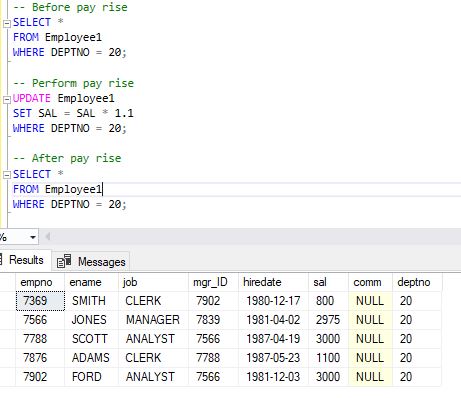 -- Before pay rise
SELECT *
FROM Employee1
WHERE DEPTNO = 20;
-- Perform pay rise
UPDATE Employee1
SET SAL = SAL * 1.1
WHERE DEPTNO = 20;
-- After pay rise
SELECT *
FROM Employee1
WHERE DEPTNO = 20;
%
Results Messages
empno ename job mgr_ID hiredate sal comm deptno
7369 SMITH CLERK 7902 1980-12-17 800 NULL 20
7566 JONES MANAGER 7839 1981-04-02 2975 NULL 20
7788 SCOTT ANALYST 7566 1987-04-19 3000 NULL 20
7876 ADAMS CLERK 7788 1987-05-23 1100 NULL 20
7902 FORD ANALYST 7566 1981-12-03 3000 NULL 20